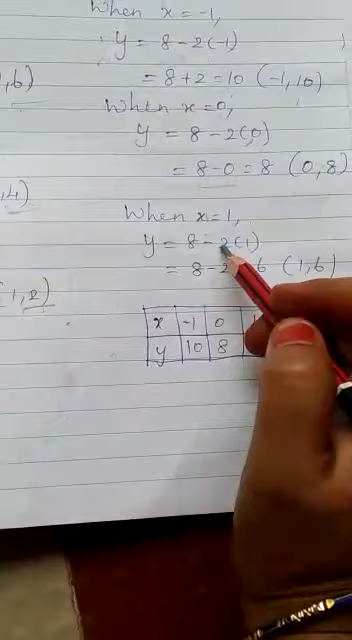 When x = -1,
y = 8 - 2(-1)
,6)
= 8 + 2 = 10 (-1, 10)
When x = 0,
y = 8 - 2(0)
= 8 - 0 = 8 (0, 8)
,4)
When x = 1,
y = 8 - 2(1)
= 8 - 2 6 (1, 6)
1, 2)
x -1 0 1
y 10 8